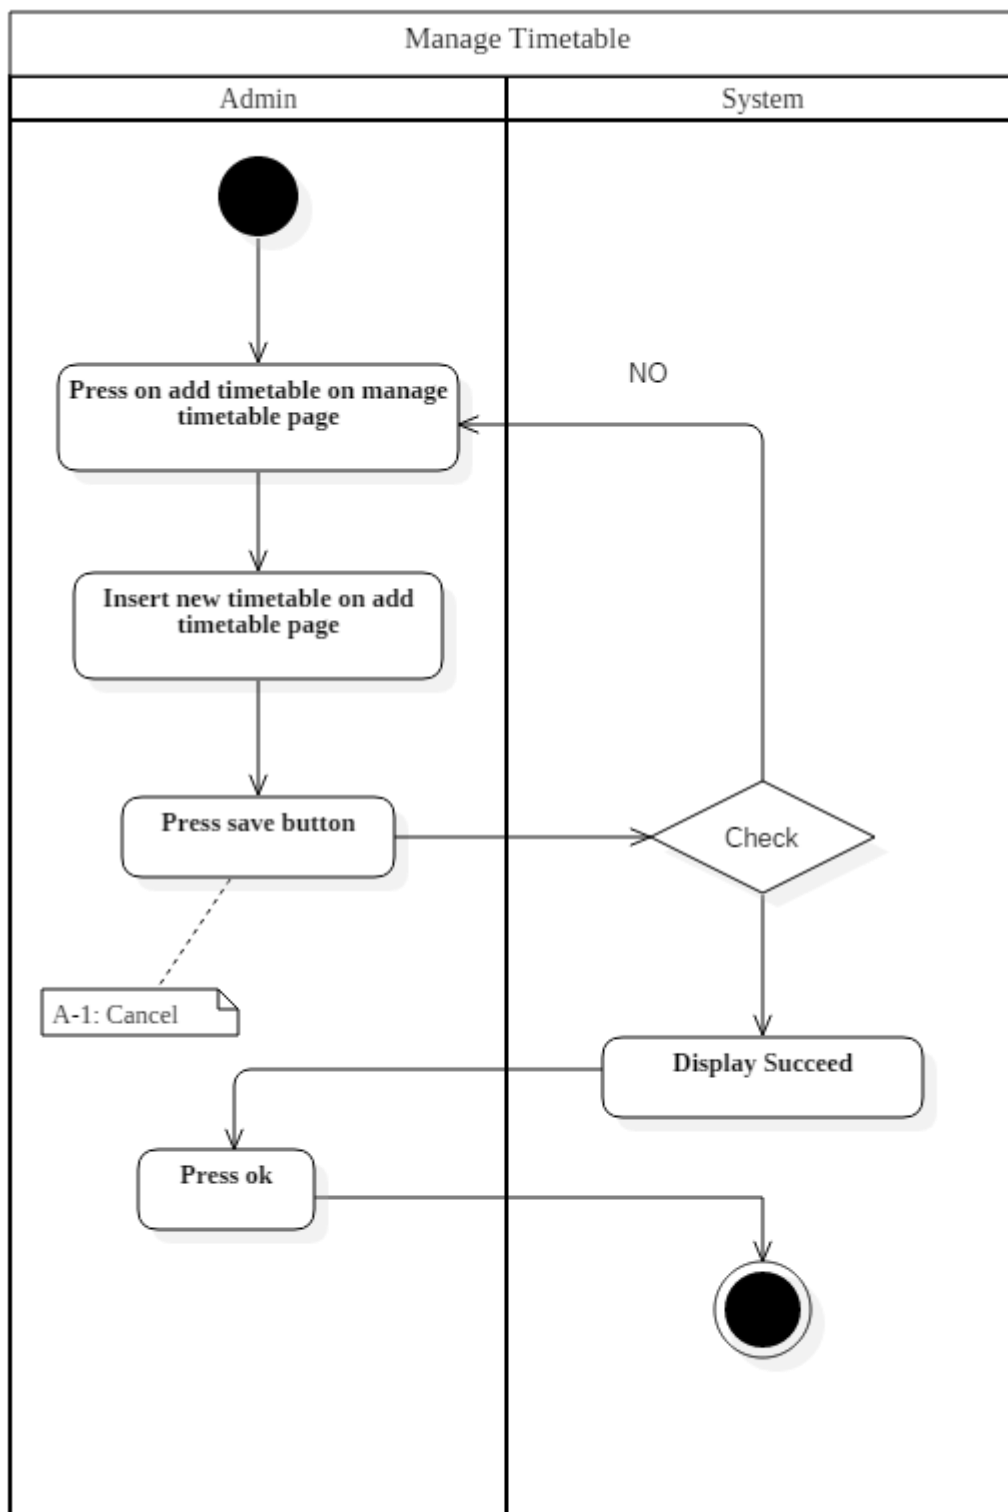 Manage Timetable
Admin
System
NO
Press on add timetable on manage
timetable page
Insert new timetable on add
timetable page
Press save button
Check
A-1: Cancel
Display Succeed
Press ok